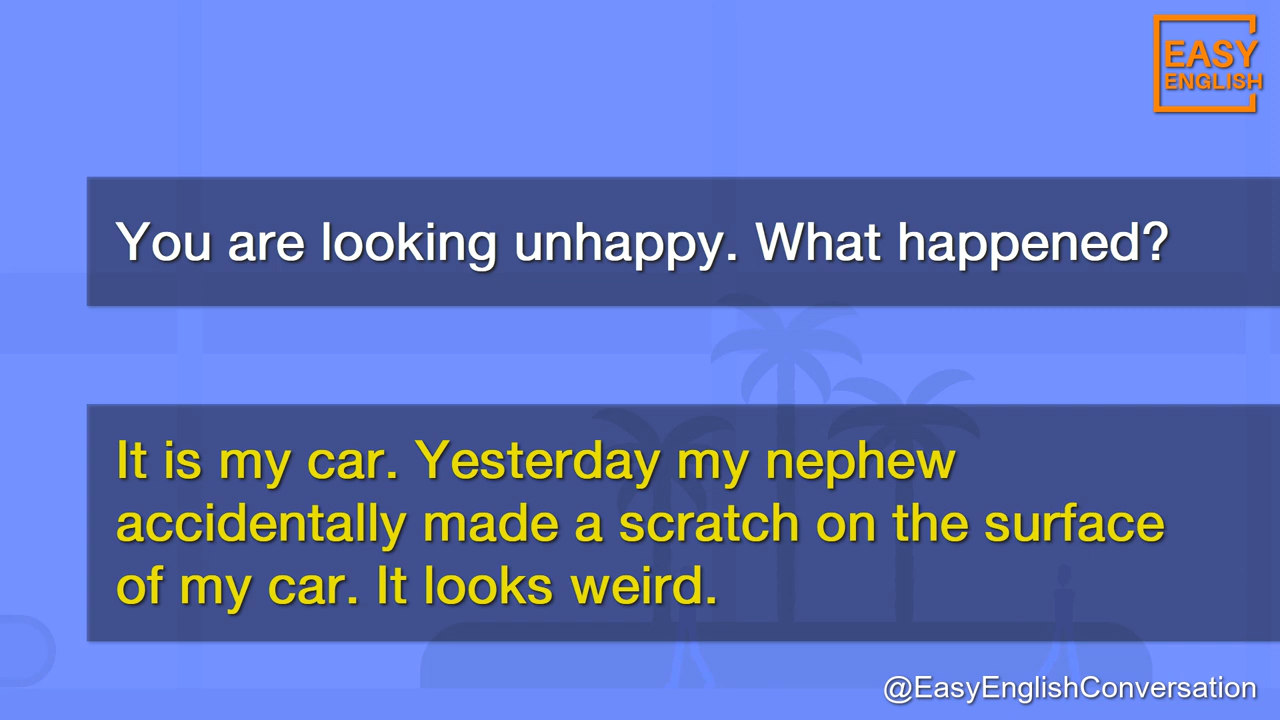 EASY
ENGLISH
You are looking unhappy. What happened?
It is my car. Yesterday my nephew
accidentally made a scratch on the surface
of my car. It looks weird.
@EasyEnglishConversation